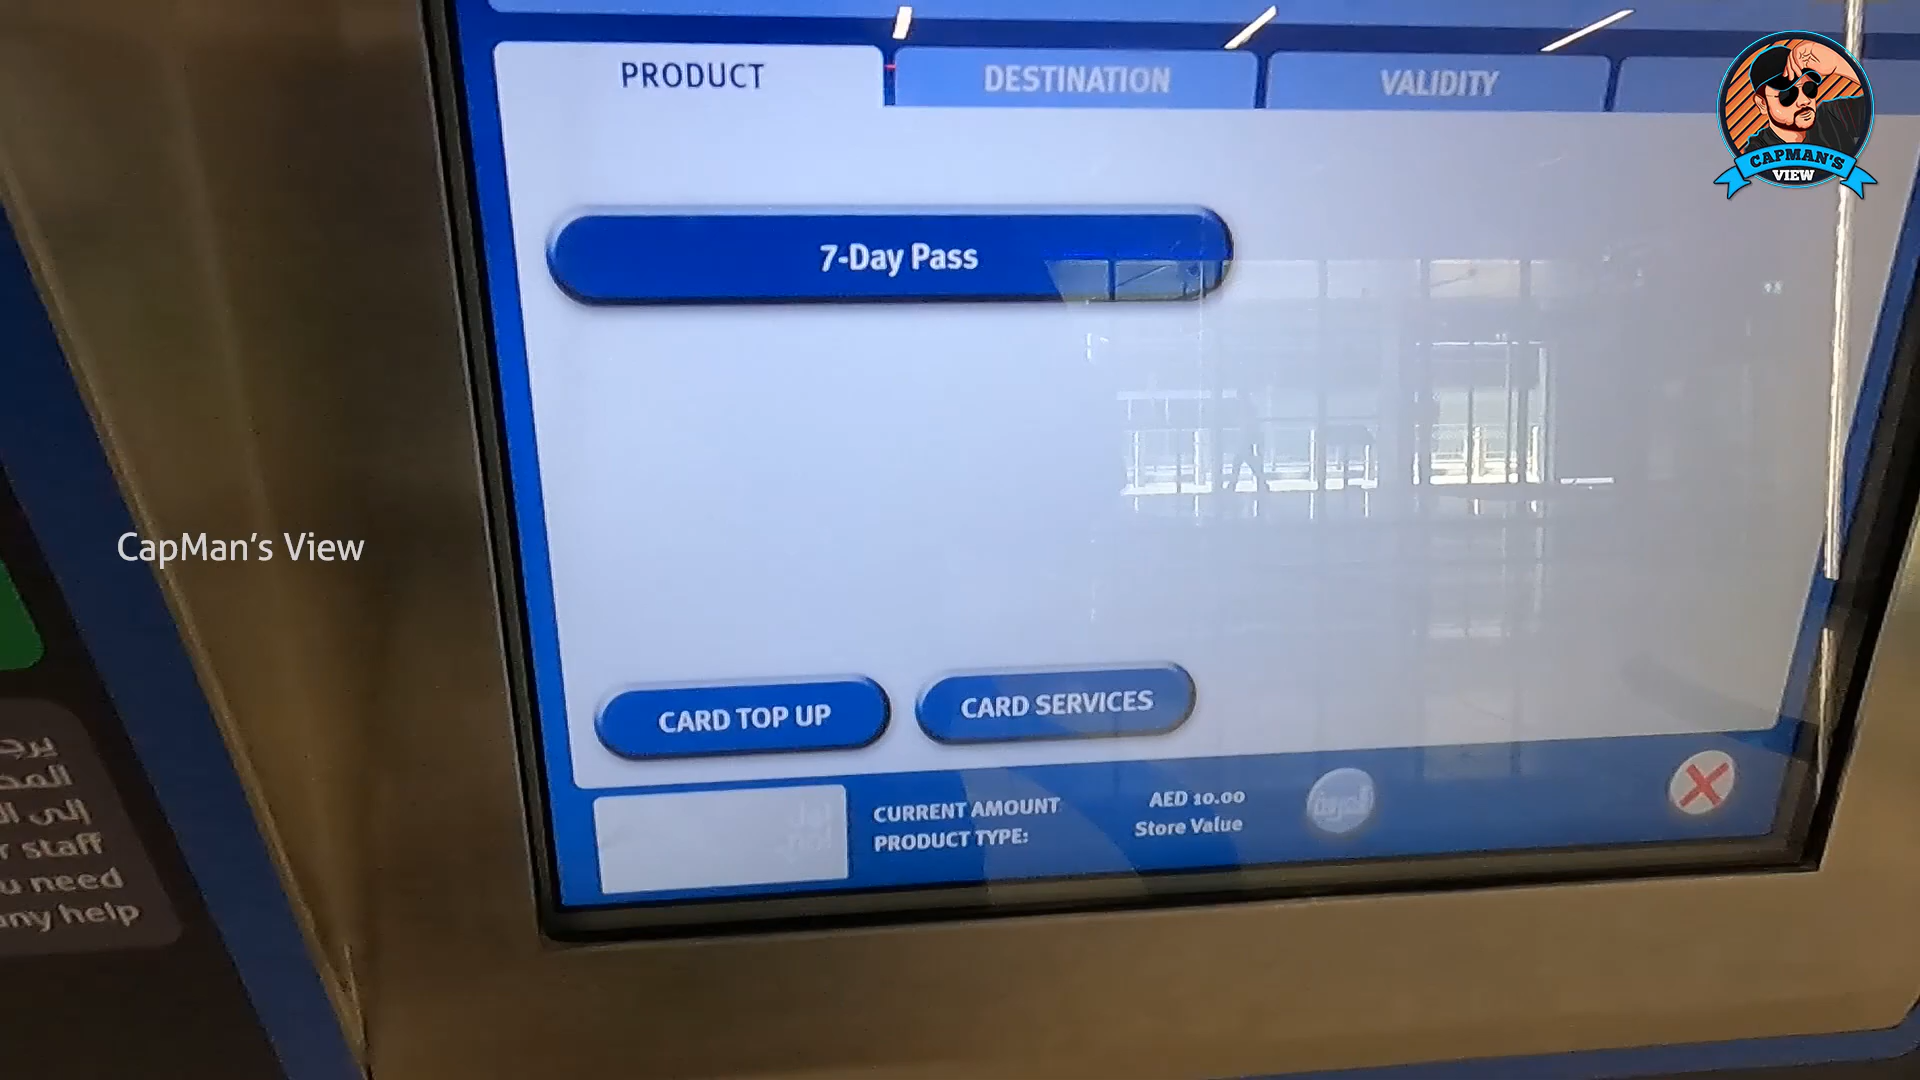 PRODUCT
DESTINATION
VALIDITY
CAPMAN'S
VIEW
7-Day Pass
CapMan's View
CARD TOP UP
CARD SERVICES
CURRENT AMOUNT
AED 10.00
PRODUCT TYPE:
Store Value
staff
need
any help